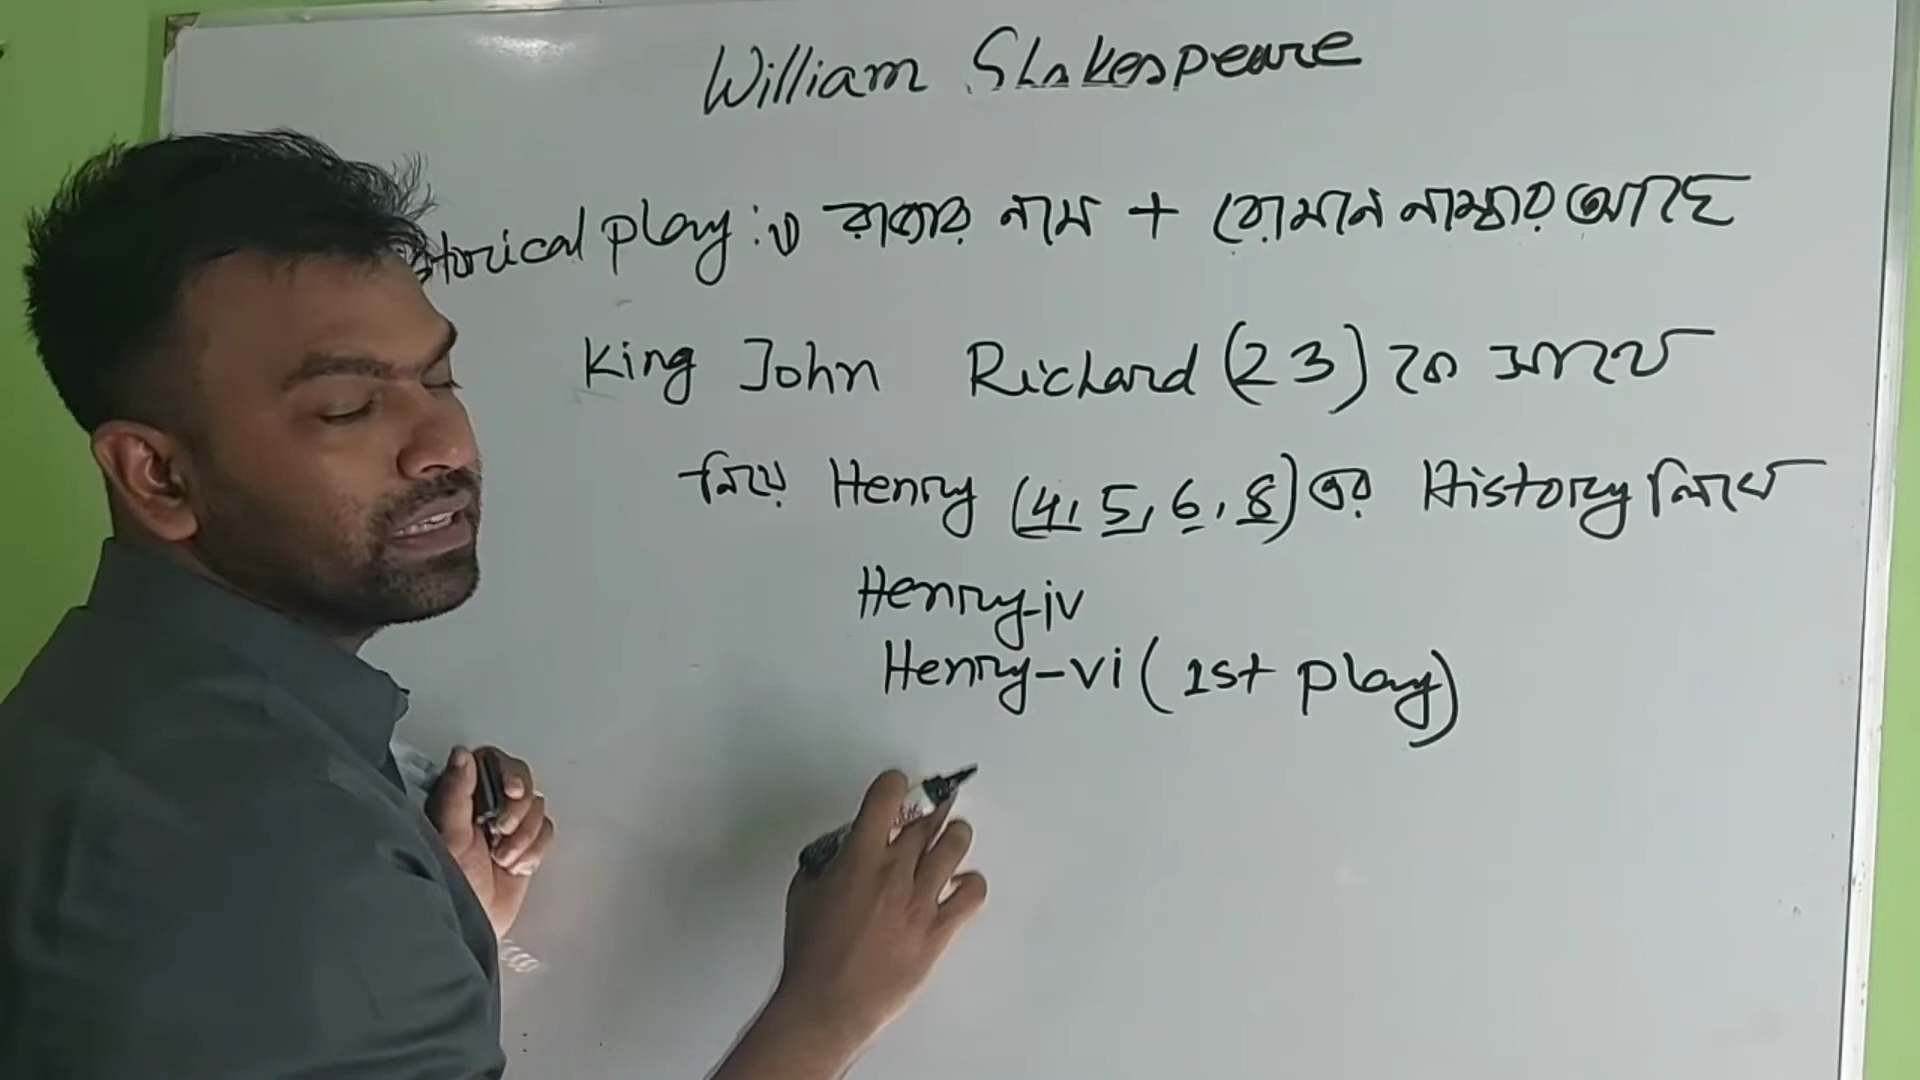 William Shakespeare
storical play :⇒ রাজার নাম + রোমান নাম্বার আছে
King John Richard (2 3) কে সাথে
নিয়ে Henry (4, 5, 6, 8) এর History লিখে
Henry-iv
Henry-vi (1st play)